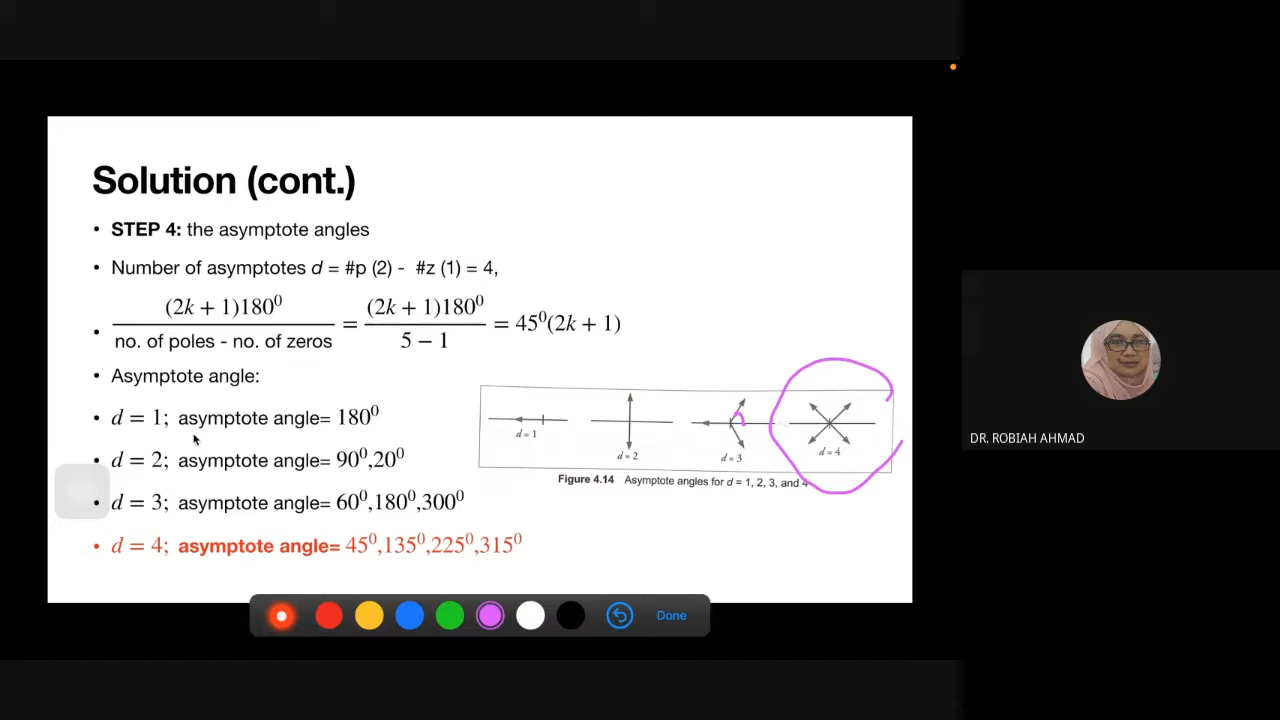 Solution (cont.)
• STEP 4: the asymptote angles
• Number of asymptotes d = #p (2) - #z (1) = 4,
• (2k + 1)180⁰ / no. of poles - no. of zeros = (2k + 1)180⁰ / 5 − 1 = 45⁰(2k + 1)
• Asymptote angle:
• d = 1; asymptote angle= 180⁰
• d = 2; asymptote angle= 90⁰,20⁰
• d = 3; asymptote angle= 60⁰,180⁰,300⁰
• d = 4; asymptote angle= 45⁰,135⁰,225⁰,315⁰
d = 1
d = 2
d = 3
d = 4
Figure 4.14 Asymptote angles for d = 1, 2, 3, and 4
DR. ROBIAH AHMAD
Done